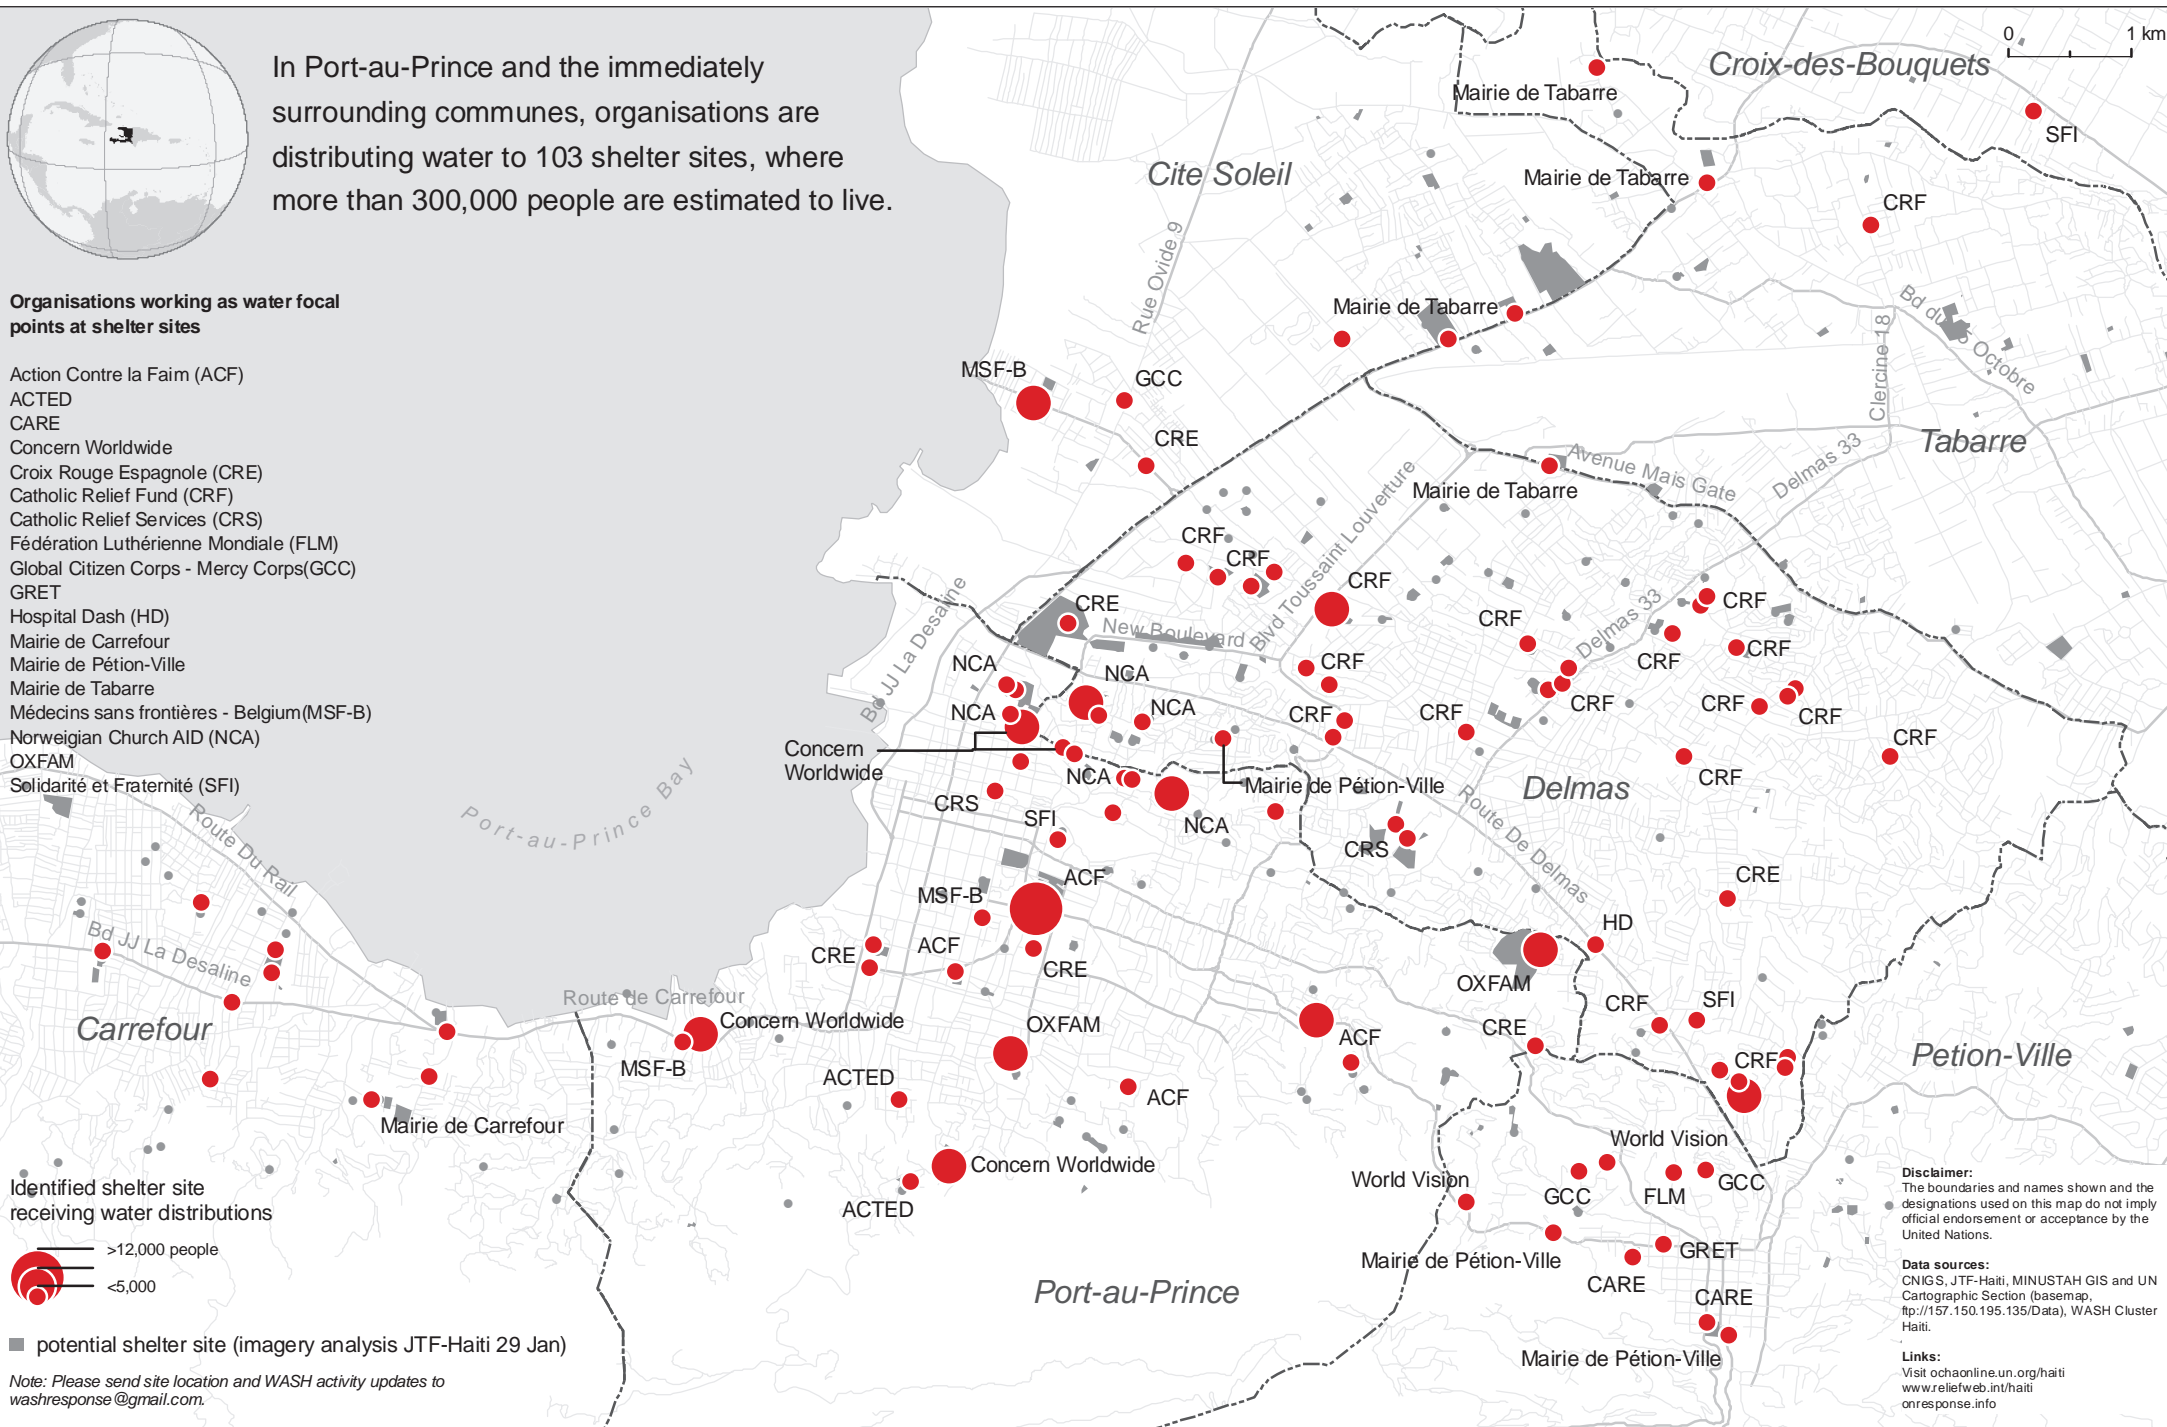 In Port-au-Prince and the immediately
surrounding communes, organisations are
distributing water to 103 shelter sites, where
more than 300,000 people are estimated to live.
0 1 km
Croix-des-Bouquets
Mairie de Tabarre
SFI
Cite Soleil
Mairie de Tabarre
CRF
Rue Ovide 9
Mairie de Tabarre
Bd du 15 Octobre
Clercine 18
MSF-B
GCC
CRE
Tabarre
Avenue Mais Gate
Delmas 33
Mairie de Tabarre
Organisations working as water focal
points at shelter sites
Action Contre la Faim (ACF)
ACTED
CARE
Concern Worldwide
Croix Rouge Espagnole (CRE)
Catholic Relief Fund (CRF)
Catholic Relief Services (CRS)
Fédération Luthérienne Mondiale (FLM)
Global Citizen Corps - Mercy Corps(GCC)
GRET
Hospital Dash (HD)
Mairie de Carrefour
Mairie de Pétion-Ville
Mairie de Tabarre
Médecins sans frontières - Belgium(MSF-B)
Norweigian Church AID (NCA)
OXFAM
Solidarité et Fraternité (SFI)
CRF
CRF
Blvd Toussaint Louverture
CRF
Bd JJ La Desaline
CRE
New Boulevard
CRF
Delmas 33
CRF
NCA
NCA
CRF
CRF
CRF
NCA
NCA
CRF
CRF
CRF
CRF
CRF
CRF
Concern
Worldwide
NCA
Mairie de Pétion-Ville
CRF
Delmas
CRS
SFI
NCA
Route De Delmas
CRS
Port-au-Prince Bay
Route Du Rail
ACF
MSF-B
CRE
HD
Bd JJ La Desaline
CRE
ACF
CRE
OXFAM
Route de Carrefour
Carrefour
Concern Worldwide
OXFAM
CRF
SFI
CRE
ACF
MSF-B
CRF
Petion-Ville
ACTED
ACF
Mairie de Carrefour
World Vision
Concern Worldwide
World Vision
GCC
FLM
GCC
ACTED
Mairie de Pétion-Ville
GRET
CARE
Port-au-Prince
CARE
Mairie de Pétion-Ville
Identified shelter site
receiving water distributions
>12,000 people
<5,000
potential shelter site (imagery analysis JTF-Haiti 29 Jan)
Note: Please send site location and WASH activity updates to
washresponse@gmail.com.
Disclaimer:
The boundaries and names shown and the
designations used on this map do not imply
official endorsement or acceptance by the
United Nations.
Data sources:
CNIGS, JTF-Haiti, MINUSTAH GIS and UN
Cartographic Section (basemap,
ftp://157.150.195.135/Data), WASH Cluster
Haiti.
Links:
Visit ochaonline.un.org/haiti
www.reliefweb.int/haiti
onresponse.info